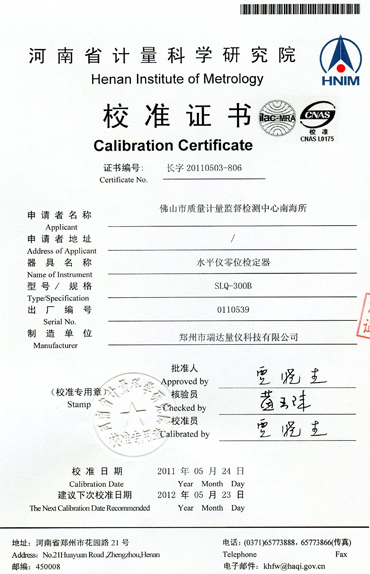 河南省计量科学研究院
Henan Institute of Metrology
HNIM
校准证书
ilac-MRA
CNAS
校准
CNAS L0175
Calibration Certificate
证书编号: 长字 20110503-806
Certificate No.
申请者名称 佛山市质量计量监督检测中心南海所
Applicant
申请者地址 /
Address of Applicant
器具名称 水平仪零位检定器
Name of Instrument
型号/规格 SLQ-300B
Type/Specification
出厂编号 0110539
Serial No.
制造单位 郑州市瑞达量仪科技有限公司
Manufacturer
(校准专用章)
Stamp
批准人
Approved by
核验员
Checked by
校准员
Calibrated by
校准日期 2011 年 05 月 24 日
Calibration Date Year Month Day
建议下次校准日期 2012 年 05 月 23 日
The Next Calibration Date Recommended Year Month Day
地址: 河南省郑州市花园路 21 号 电话: (0371)65773888, 65773866(传真)
Address: No.21Huayuan Road ,Zhengzhou,Henan Telephone Fax
邮编: 450008 电子邮件: khfw@haqi.gov.cn